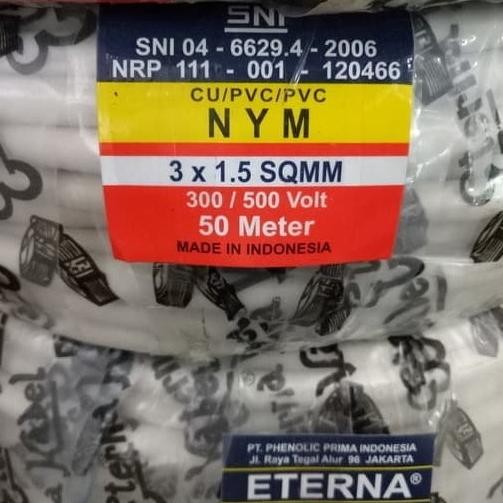 SNI
SNI 04 - 6629.4 - 2006
NRP 111 - 001 - 120466
CU/PVC/PVC
NYM
3 x 1.5 SQMM
300 / 500 Volt
50 Meter
MADE IN INDONESIA
PT. PHENOLIC PRIMA INDONESIA
Jl. Raya Tegal Alur 96 JAKARTA
ETERNA®